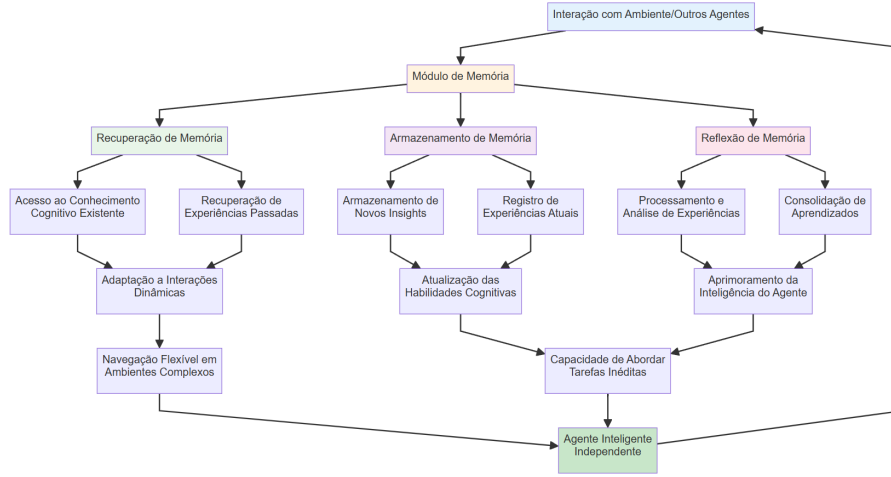 Interação com Ambiente/Outros Agentes
Módulo de Memória
Recuperação de Memória
Armazenamento de Memória
Reflexão de Memória
Acesso ao Conhecimento
Cognitivo Existente
Recuperação de
Experiências Passadas
Armazenamento de
Novos Insights
Registro de
Experiências Atuais
Processamento e
Análise de Experiências
Consolidação de
Aprendizados
Adaptação a Interações
Dinâmicas
Atualização das
Habilidades Cognitivas
Aprimoramento da
Inteligência do Agente
Navegação Flexível em
Ambientes Complexos
Capacidade de Abordar
Tarefas Inéditas
Agente Inteligente
Independente